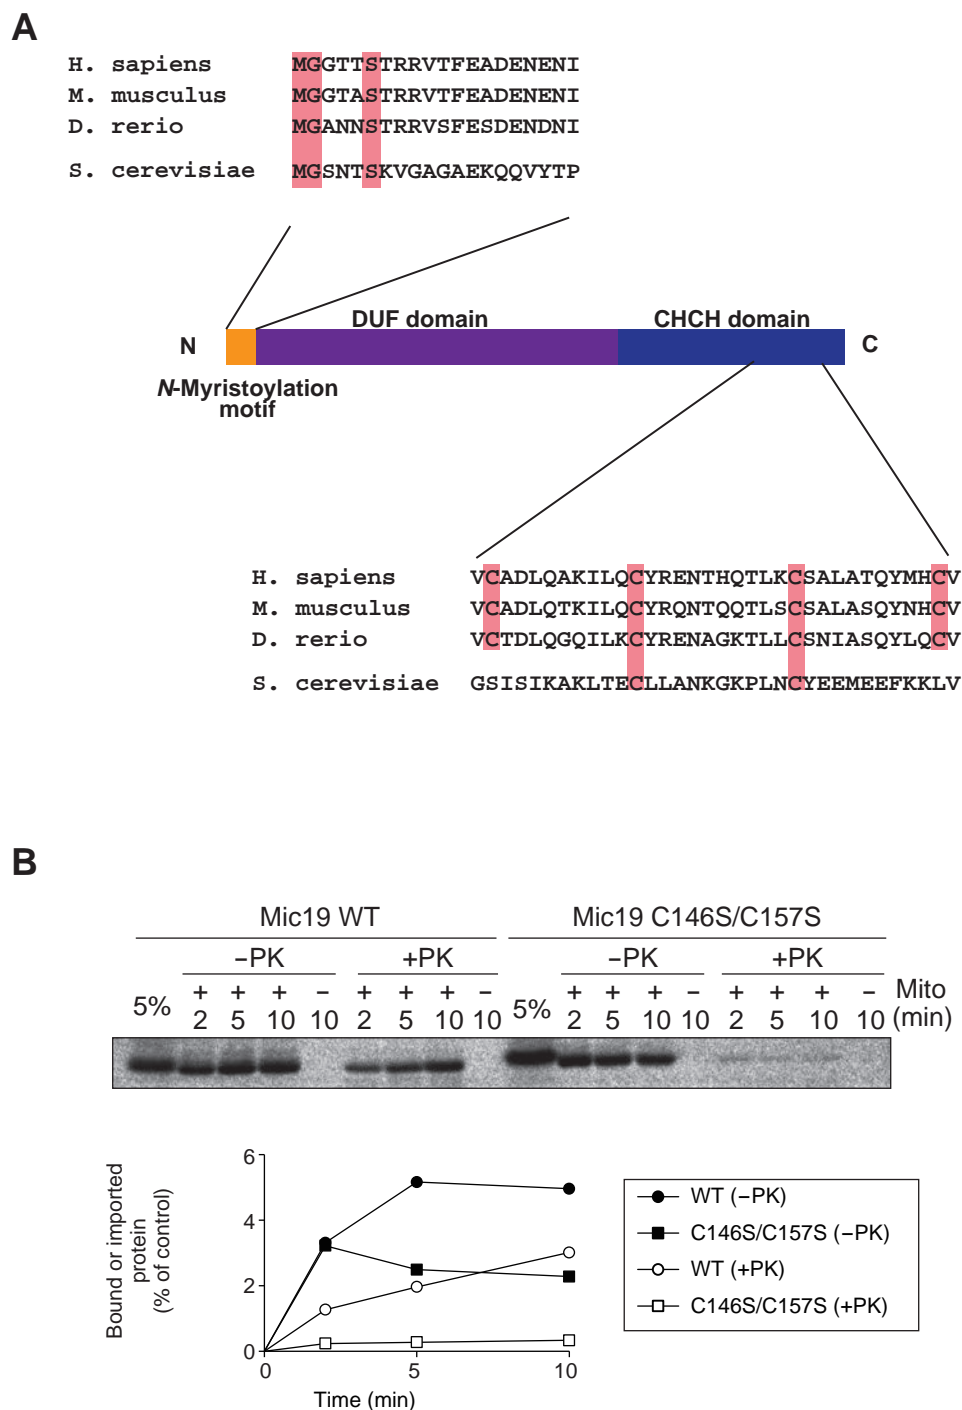 A
H. sapiens MGGTTSTRRVTFEADENENI
M. musculus MGGTASTRRVTFEADENENI
D. rerio MGANNSTRRVSFESDENDNI
S. cerevisiae MGSNTSKVGAGAEKQQVYTP
DUF domain CHCH domain
N C
N-Myristoylation
motif
H. sapiens VCADLQAKILQCYRENTHQTLKCSALATQYMHCV
M. musculus VCADLQTKILQCYRQNTQQTLSCSALASQYNHCV
D. rerio VCTDLQGQILKCYRENAGKTLLCSNIASQYLQCV
S. cerevisiae GSISIKAKLTECLLANKGKPLNCYEEMEEFKKLV
B
Mic19 WT Mic19 C146S/C157S
−PK +PK −PK +PK
5% + + + − + + + − 5% + + + − + + + − Mito
2 5 10 10 2 5 10 10 2 5 10 10 2 5 10 10 (min)
Bound or imported
protein
(% of control)
6
4
2
0
0 5 10
Time (min)
WT (−PK)
C146S/C157S (−PK)
WT (+PK)
C146S/C157S (+PK)